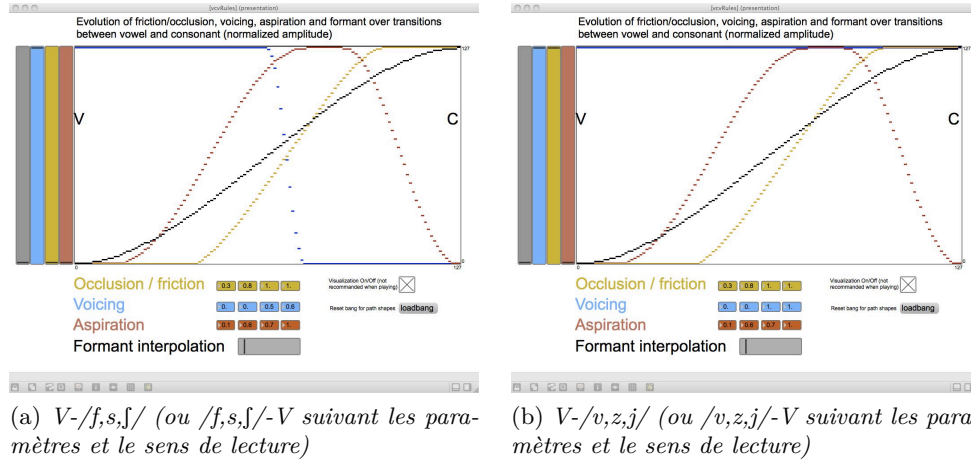 [vcvRules] (presentation)
Evolution of friction/occlusion, voicing, aspiration and formant over transitions
between vowel and consonant (normalized amplitude)
127
V
C
0
0
127
Occlusion / friction
0.3 0.8 1. 1.
Visualization On/Off (not
recommanded when playing)
Voicing
0. 0. 0.5 0.6
Reset bang for path shapes
loadbang
Aspiration
0.1 0.6 0.7 1.
Formant interpolation
(a) V-/f,s,ʃ/ (ou /f,s,ʃ/-V suivant les para-
mètres et le sens de lecture)
[vcvRules] (presentation)
Evolution of friction/occlusion, voicing, aspiration and formant over transitions
between vowel and consonant (normalized amplitude)
127
V
C
0
0
127
Occlusion / friction
0.3 0.8 1. 1.
Visualization On/Off (not
recommanded when playing)
Voicing
0. 0. 1. 1.
Reset bang for path shapes
loadbang
Aspiration
0.1 0.6 0.7 1.
Formant interpolation
(b) V-/v,z,j/ (ou /v,z,j/-V suivant les para-
mètres et le sens de lecture)